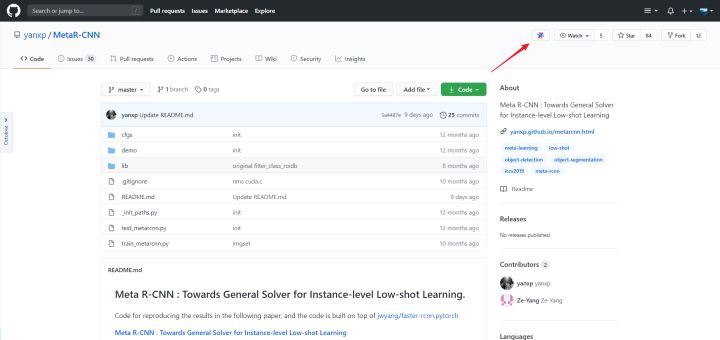 Search or jump to...
/
Pull requests Issues Marketplace Explore
yanxp / MetaR-CNN
Watch 5 Star 84 Fork 12
Code Issues 30 Pull requests Actions Projects Wiki Security Insights
master 1 branch 0 tags Go to file Add file Code
yanxp Update README.md 5a4487e 9 days ago 25 commits
cfgs init 12 months ago
demo init 12 months ago
lib original filter_class_roidb 8 months ago
.gitignore nms cuda.c 10 months ago
README.md Update README.md 9 days ago
_init_paths.py init 12 months ago
test_metarcnn.py init 12 months ago
train_metarcnn.py imgset 10 months ago
README.md
Meta R-CNN : Towards General Solver for Instance-level Low-shot Learning.
Code for reproducing the results in the following paper, and the code is built on top of jwyang/faster-rcnn.pytorch
Meta R-CNN : Towards General Solver for Instance-level Low-shot Learning
About
Meta R-CNN : Towards General Solver
for Instance-level Low-shot Learning
yanxp.github.io/metarcnn.html
meta-learning low-shot
object-detection object-segmentation
iccv2019 meta-rcnn
Readme
Releases
No releases published
Contributors 2
yanxp yanxp
Ze-Yang Ze-Yang
Languages
Octotree